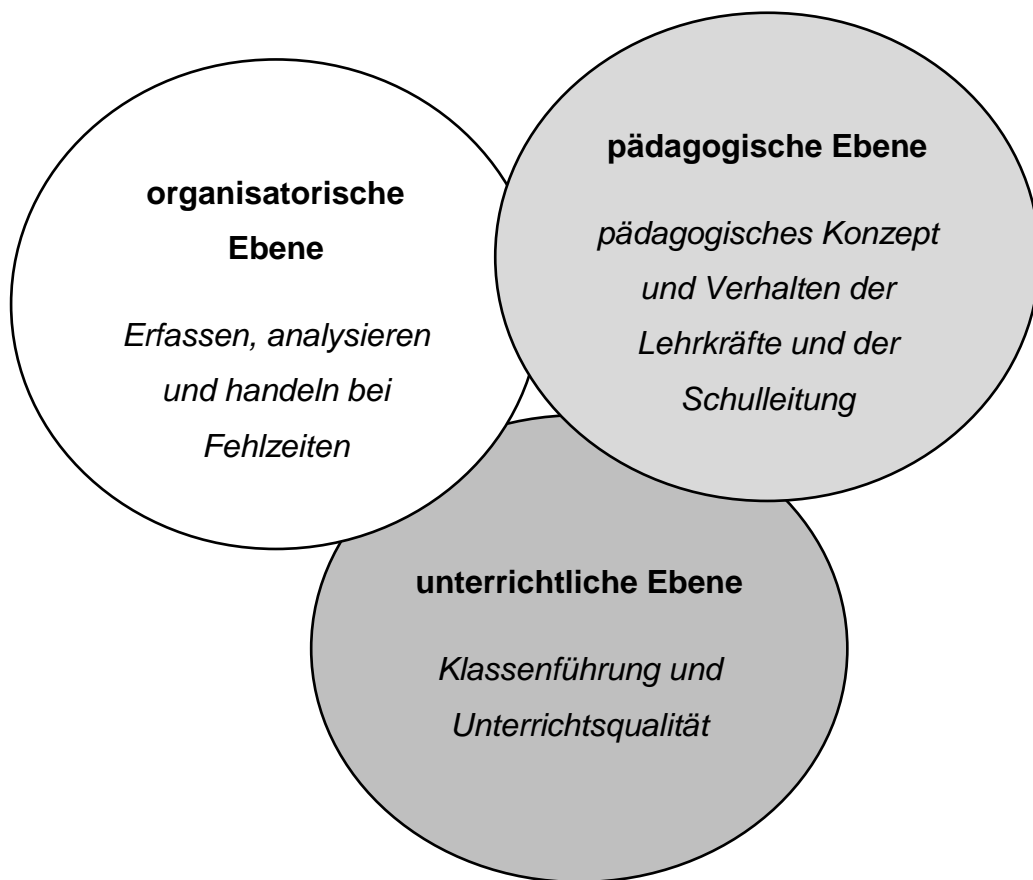 organisatorische
Ebene
Erfassen, analysieren
und handeln bei
Fehlzeiten
pädagogische Ebene
pädagogisches Konzept
und Verhalten der
Lehrkräfte und der
Schulleitung
unterrichtliche Ebene
Klassenführung und
Unterrichtsqualität